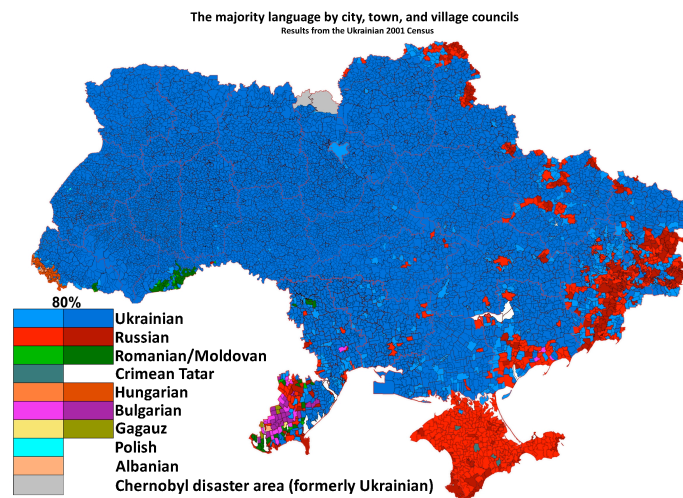 The majority language by city, town, and village councils
Results from the Ukrainian 2001 Census
80%
Ukrainian
Russian
Romanian/Moldovan
Crimean Tatar
Hungarian
Bulgarian
Gagauz
Polish
Albanian
Chernobyl disaster area (formerly Ukrainian)